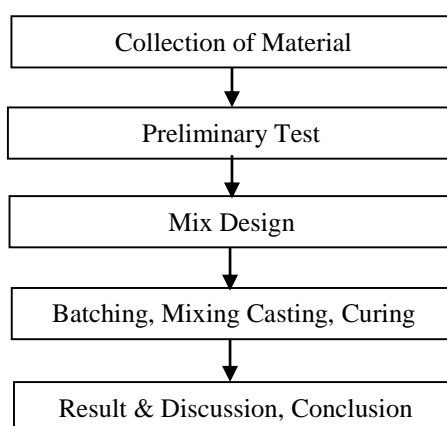 Collection of Material
Preliminary Test
Mix Design
Batching, Mixing Casting, Curing
Result & Discussion, Conclusion